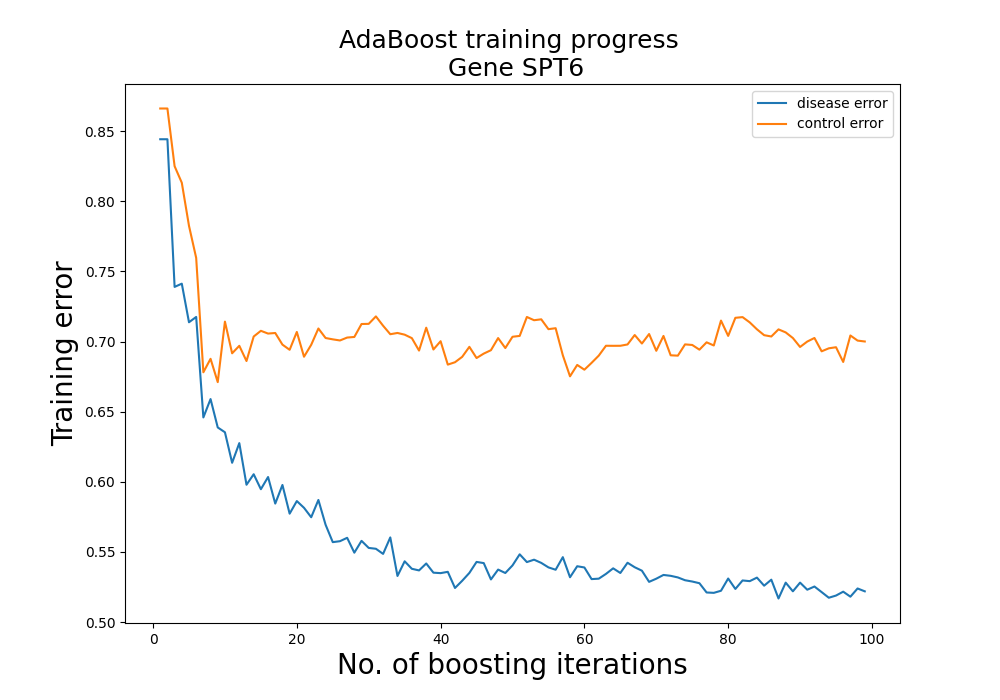 AdaBoost training progress
Gene SPT6
disease error
control error
Training error
0.85
0.80
0.75
0.70
0.65
0.60
0.55
0.50
0 20 40 60 80 100
No. of boosting iterations